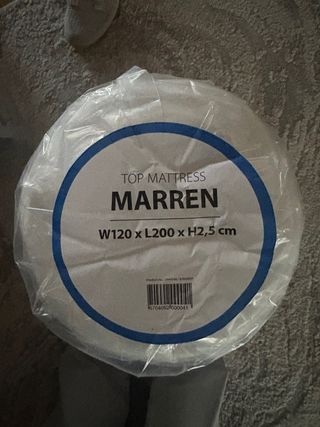 TOP MATTRESS
MARREN
W120 x L200 x H2,5 cm